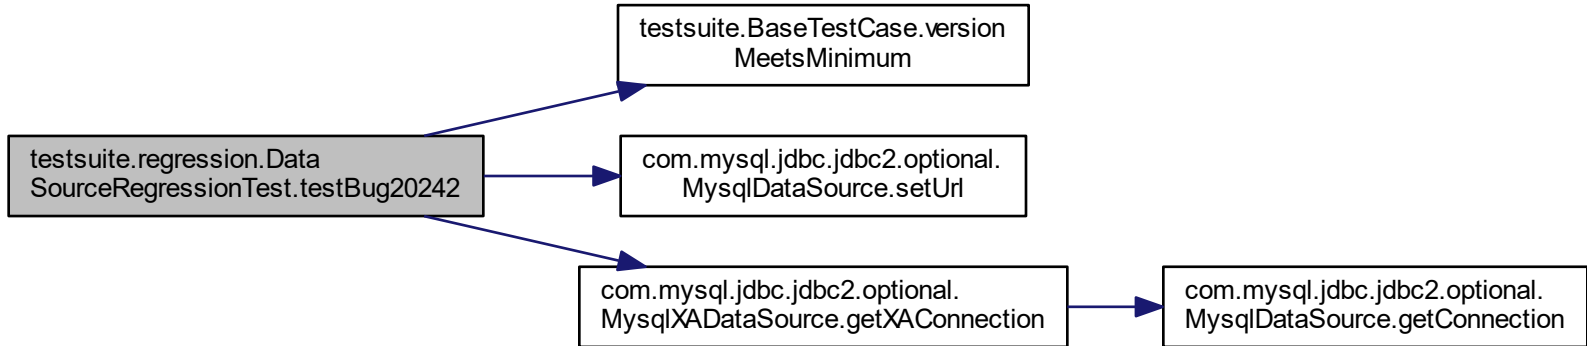 testsuite.BaseTestCase.version
MeetsMinimum
testsuite.regression.Data
SourceRegressionTest.testBug20242
com.mysql.jdbc.jdbc2.optional.
MysqlDataSource.setUrl
com.mysql.jdbc.jdbc2.optional.
MysqlXADataSource.getXAConnection
com.mysql.jdbc.jdbc2.optional.
MysqlDataSource.getConnection